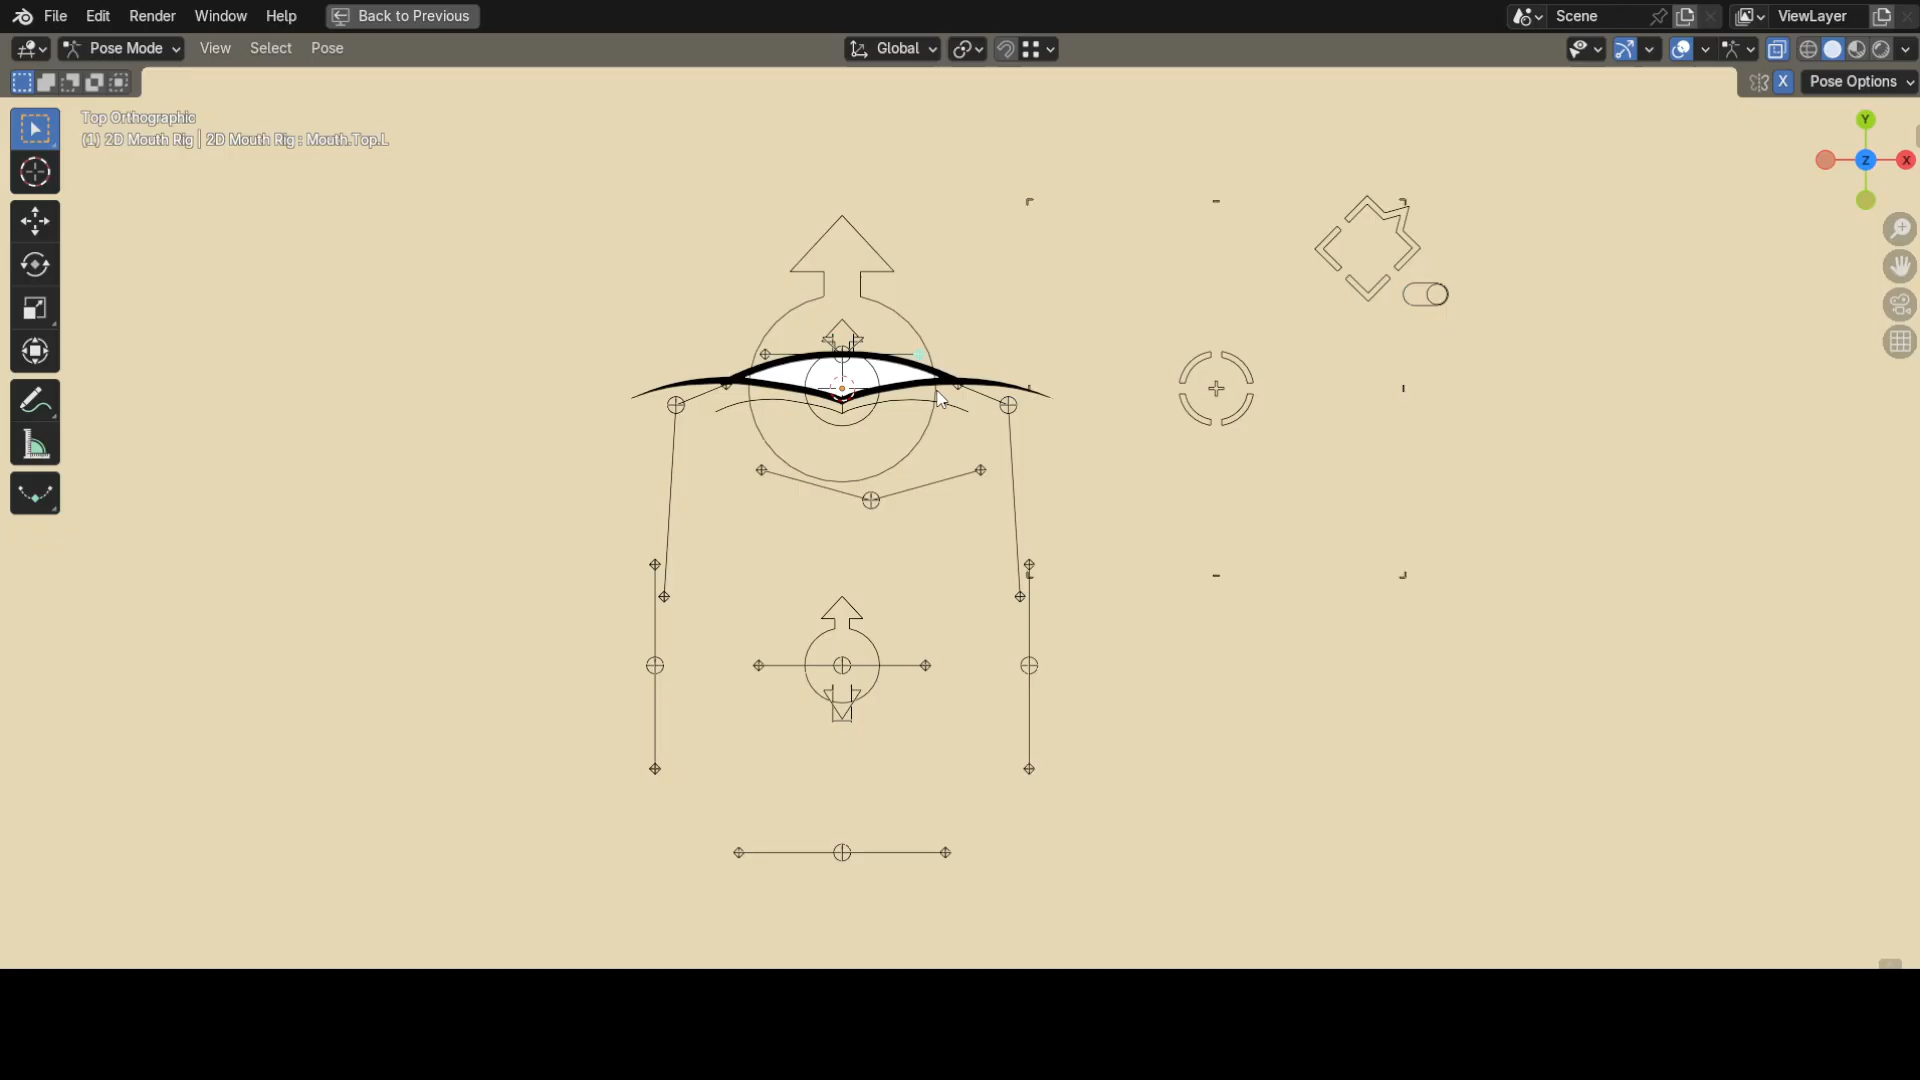 File Edit Render Window Help Back to Previous Scene ViewLayer
Pose Mode View Select Pose Global
X Pose Options
Top Orthographic
(1) 2D Mouth Rig | 2D Mouth Rig : Mouth.Top.L
Y
Z X